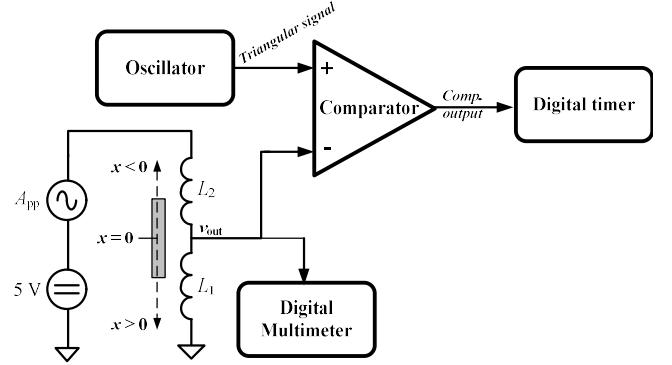 Oscillator
Triangular signal
+
Comparator
-
Comp-
output
Digital timer
x < 0
L2
App
x = 0
vout
5 V
L1
x > 0
Digital
Multimeter